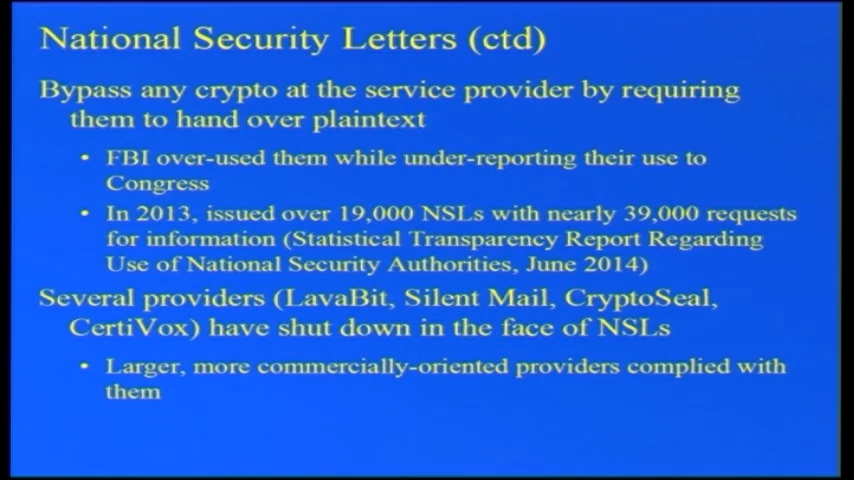 National Security Letters (ctd)
Bypass any crypto at the service provider by requiring
them to hand over plaintext
• FBI over-used them while under-reporting their use to
Congress
• In 2013, issued over 19,000 NSLs with nearly 39,000 requests
for information (Statistical Transparency Report Regarding
Use of National Security Authorities, June 2014)
Several providers (LavaBit, Silent Mail, CryptoSeal,
CertiVox) have shut down in the face of NSLs
• Larger, more commercially-oriented providers complied with
them